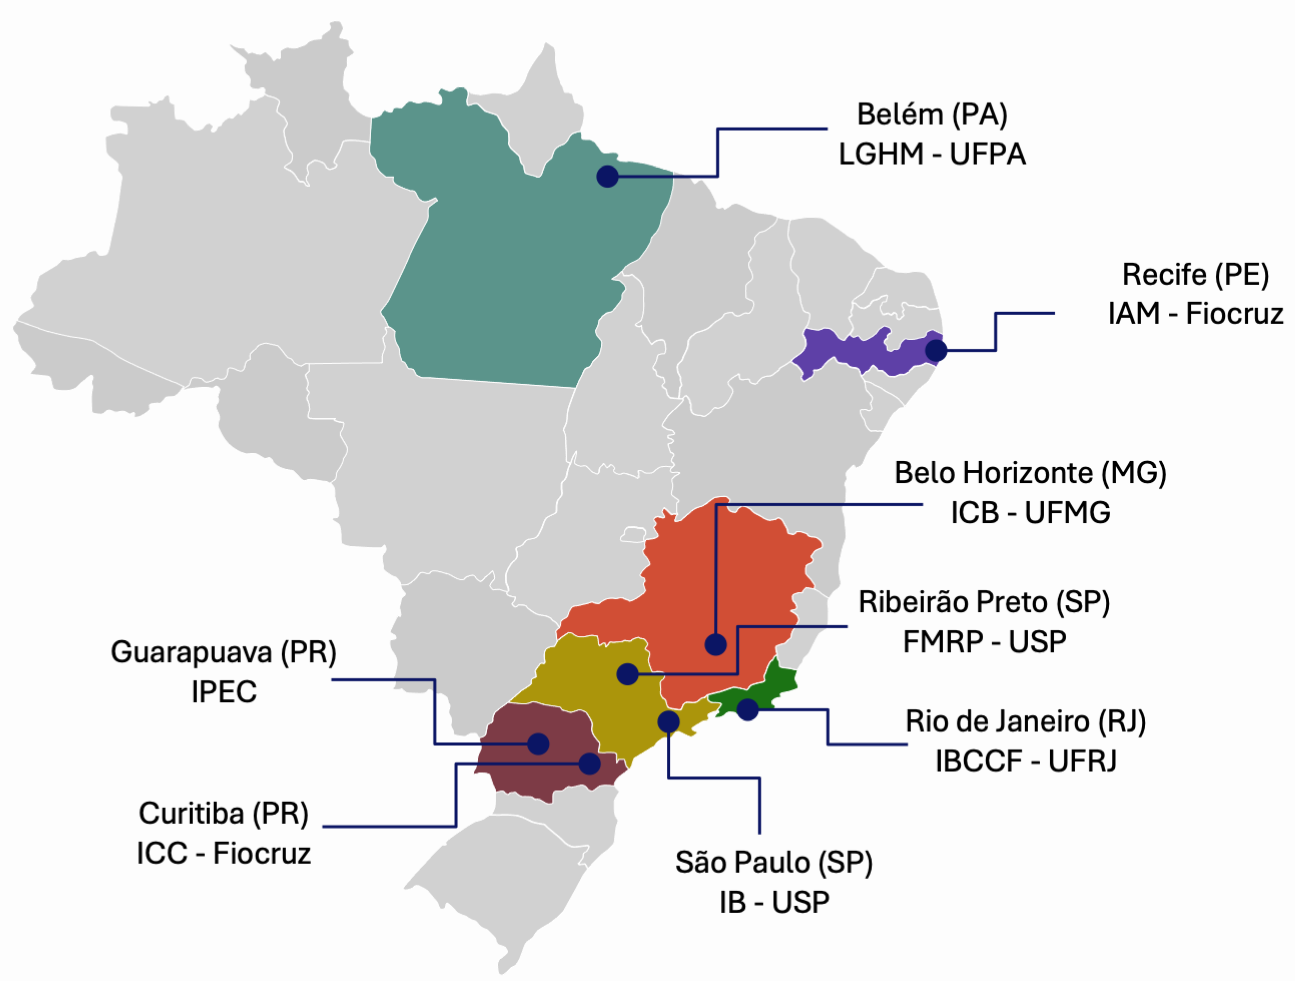 Belém (PA)
LGHM - UFPA
Recife (PE)
IAM - Fiocruz
Belo Horizonte (MG)
ICB - UFMG
Ribeirão Preto (SP)
FMRP - USP
Guarapuava (PR)
IPEC
Rio de Janeiro (RJ)
IBCCF - UFRJ
Curitiba (PR)
ICC - Fiocruz
São Paulo (SP)
IB - USP